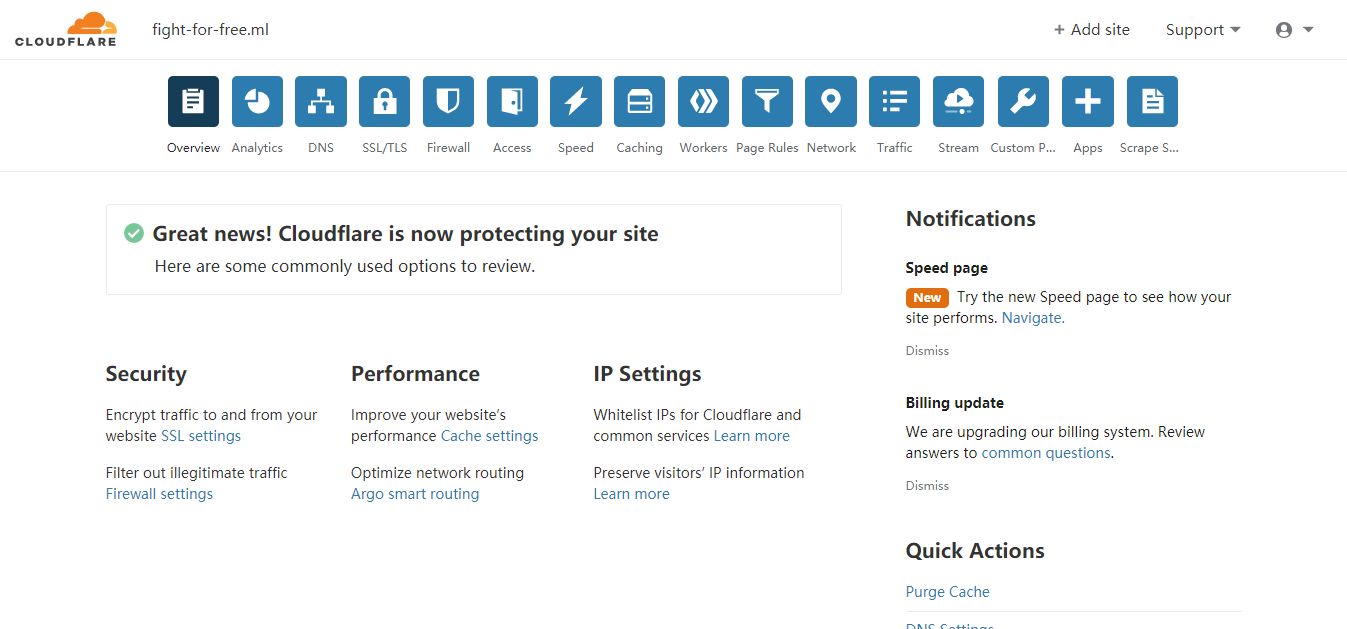 CLOUDFLARE
fight-for-free.ml
+ Add site
Support
Overview
Analytics
DNS
SSL/TLS
Firewall
Access
Speed
Caching
Workers
Page Rules
Network
Traffic
Stream
Custom P...
Apps
Scrape S...
Great news! Cloudflare is now protecting your site
Here are some commonly used options to review.
Security
Encrypt traffic to and from your
website SSL settings
Filter out illegitimate traffic
Firewall settings
Performance
Improve your website’s
performance Cache settings
Optimize network routing
Argo smart routing
IP Settings
Whitelist IPs for Cloudflare and
common services Learn more
Preserve visitors’ IP information
Learn more
Notifications
Speed page
New Try the new Speed page to see how your
site performs. Navigate.
Dismiss
Billing update
We are upgrading our billing system. Review
answers to common questions.
Dismiss
Quick Actions
Purge Cache
DNS Settings